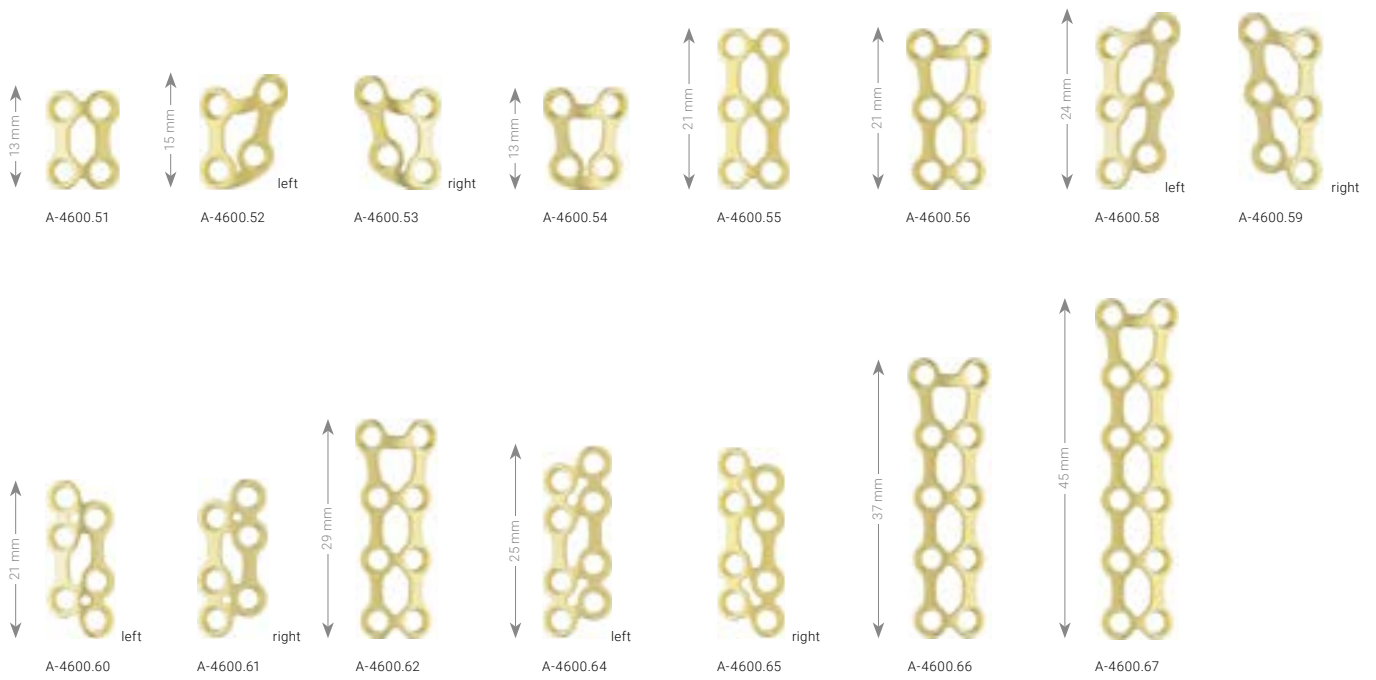 13 mm
15 mm
13 mm
21 mm
21 mm
24 mm
left
right
left
right
A-4600.51
A-4600.52
A-4600.53
A-4600.54
A-4600.55
A-4600.56
A-4600.58
A-4600.59
21 mm
29 mm
25 mm
37 mm
45 mm
left
right
left
right
A-4600.60
A-4600.61
A-4600.62
A-4600.64
A-4600.65
A-4600.66
A-4600.67